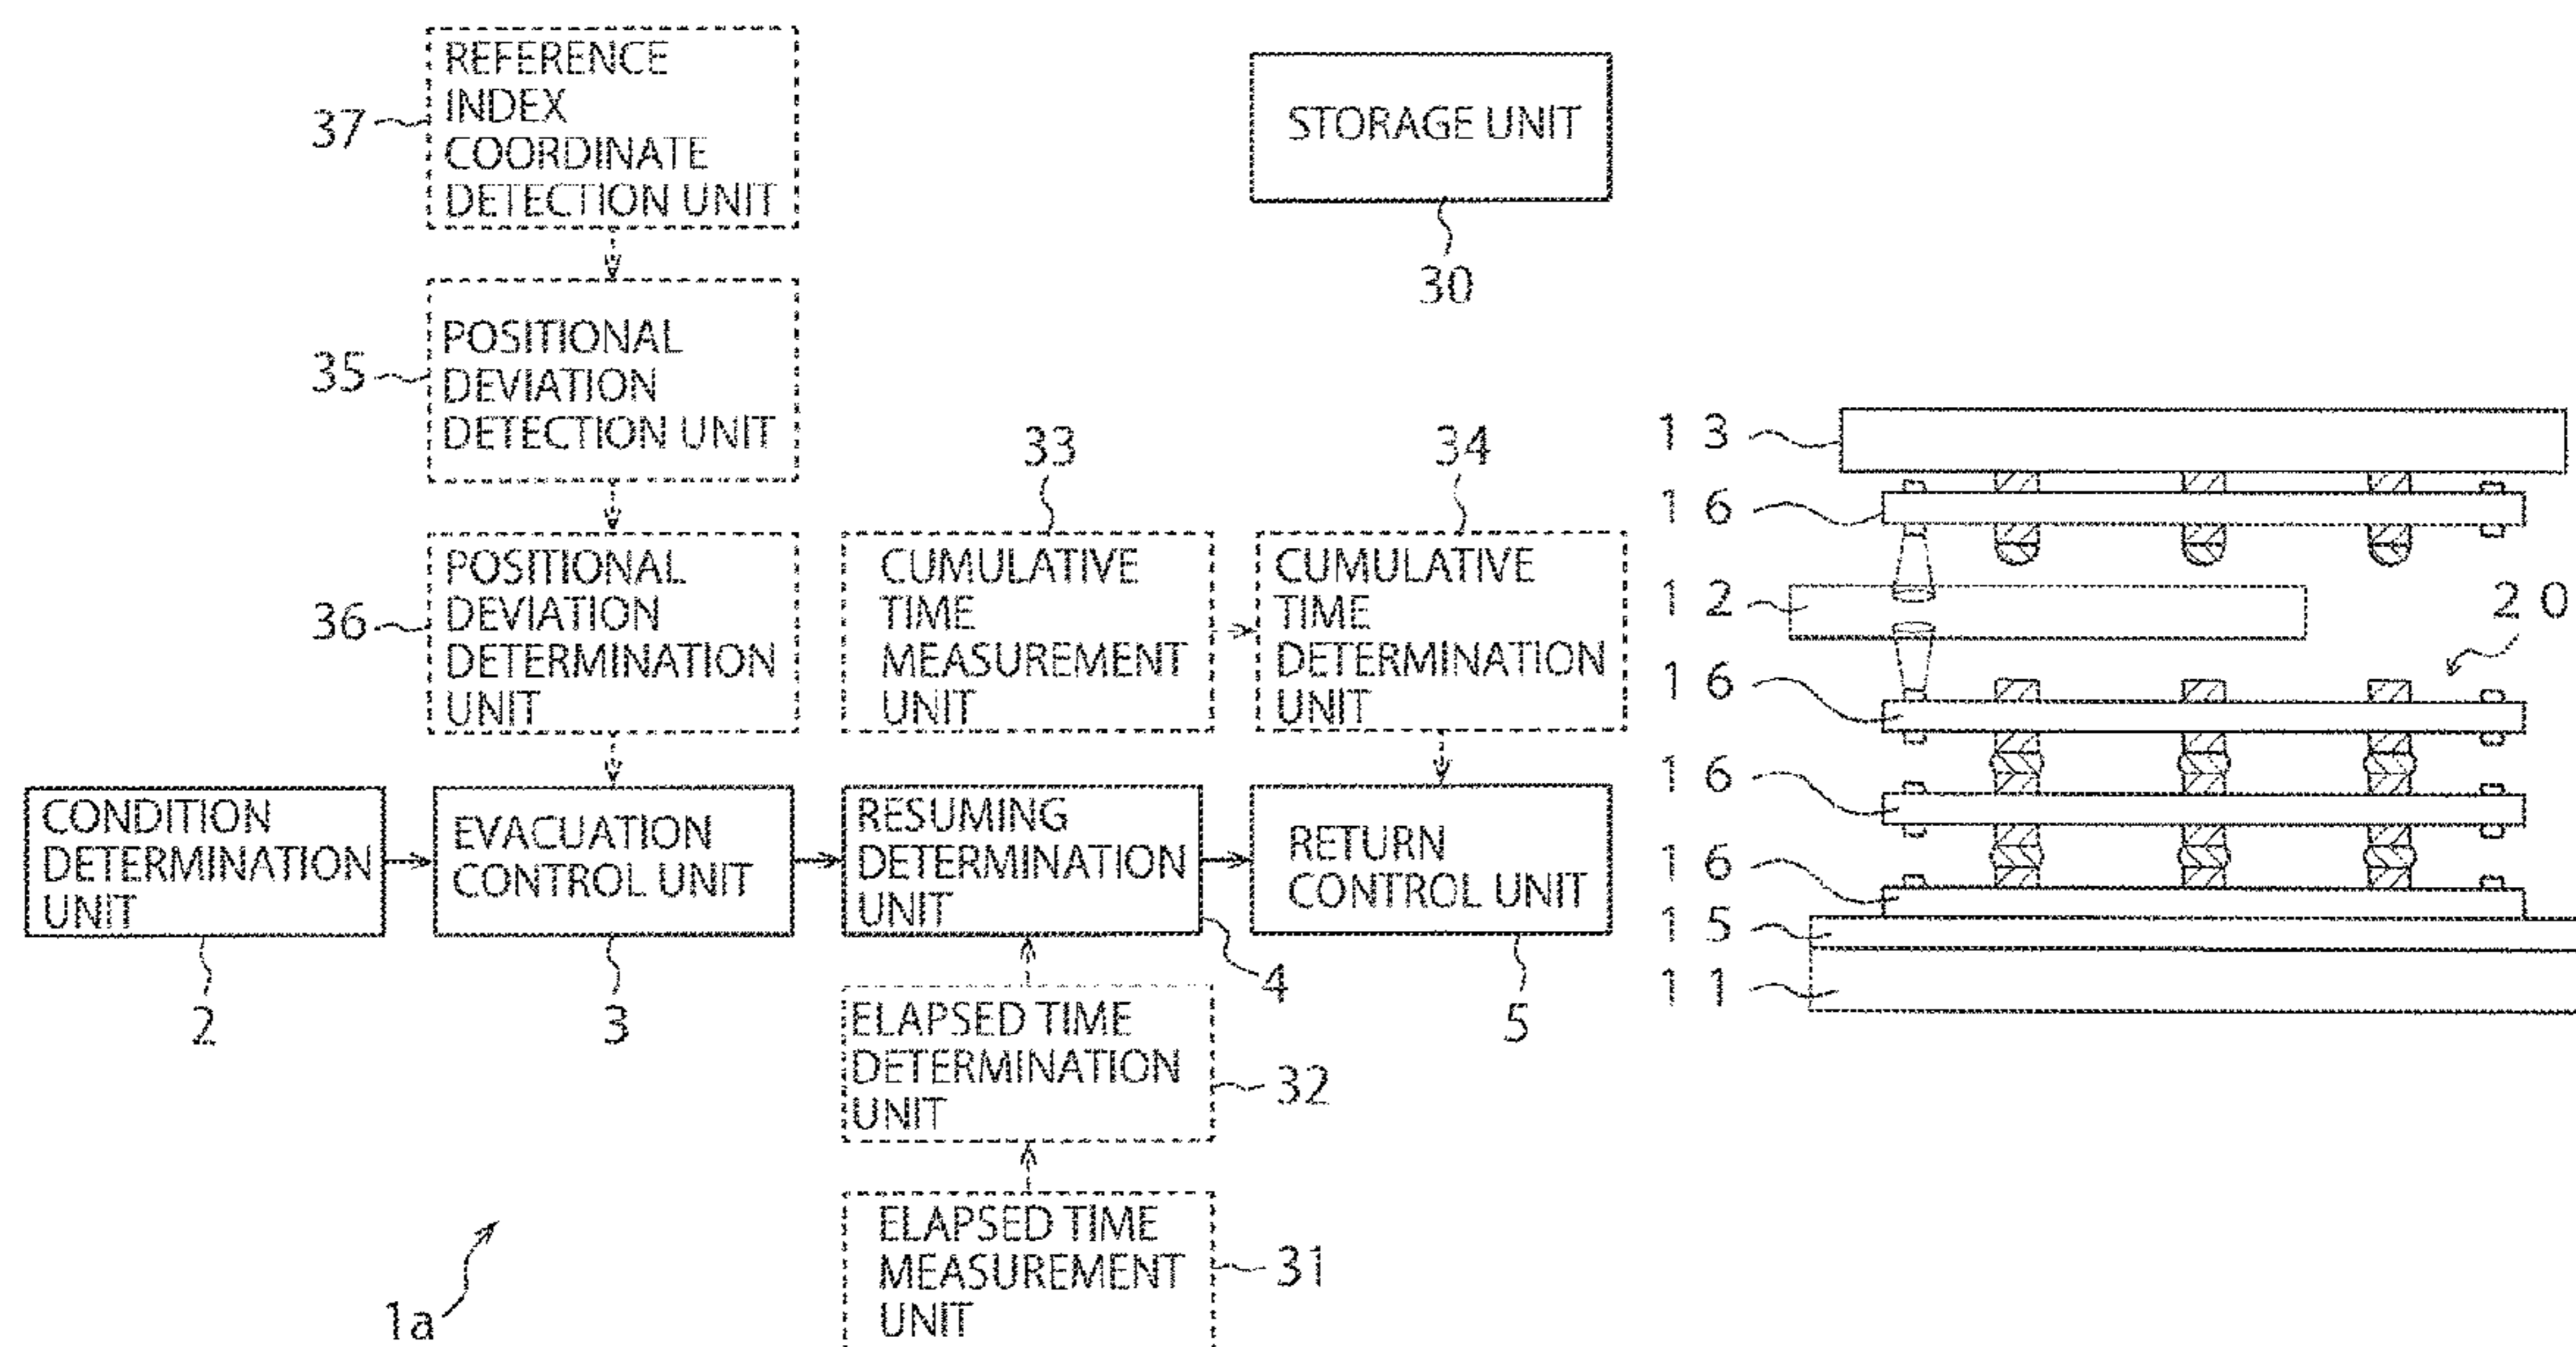 REFERENCE
INDEX
COORDINATE
DETECTION UNIT
37
STORAGE UNIT
30
POSITIONAL
DEVIATION
DETECTION UNIT
35
POSITIONAL
DEVIATION
DETERMINATION
UNIT
36
33
CUMULATIVE
TIME
MEASUREMENT
UNIT
34
CUMULATIVE
TIME
DETERMINATION
UNIT
CONDITION
DETERMINATION
UNIT
2
EVACUATION
CONTROL UNIT
3
RESUMING
DETERMINATION
UNIT
4
RETURN
CONTROL UNIT
5
ELAPSED TIME
DETERMINATION
UNIT
32
ELAPSED TIME
MEASUREMENT
UNIT
31
1a
13
16
12
20
16
16
16
15
11